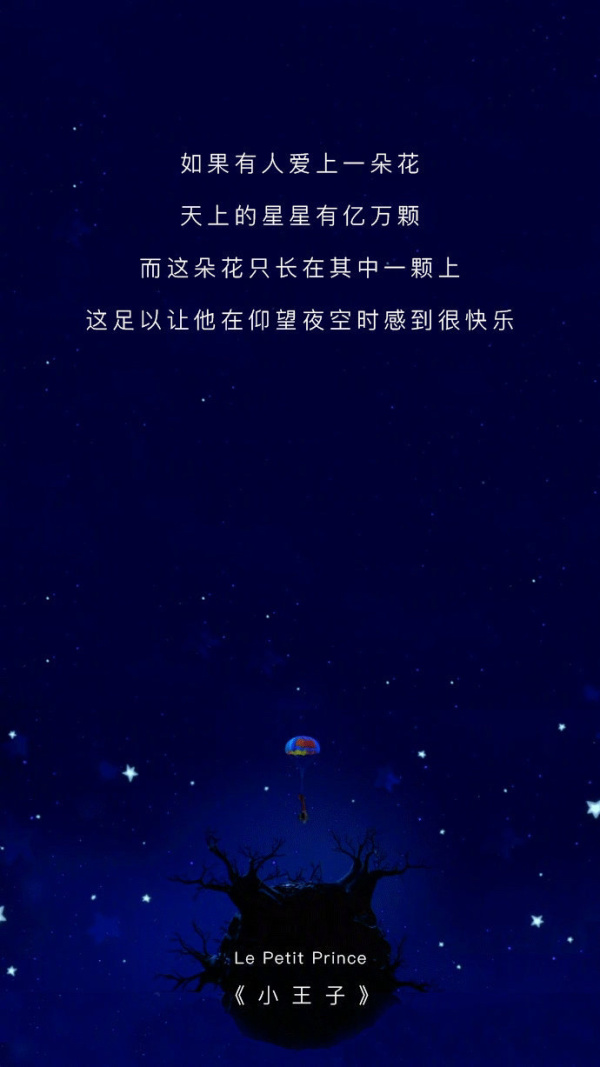 如果有人爱上一朵花
天上的星星有亿万颗
而这朵花只长在其中一颗上
这足以让他在仰望夜空时感到很快乐
Le Petit Prince
《小王子》